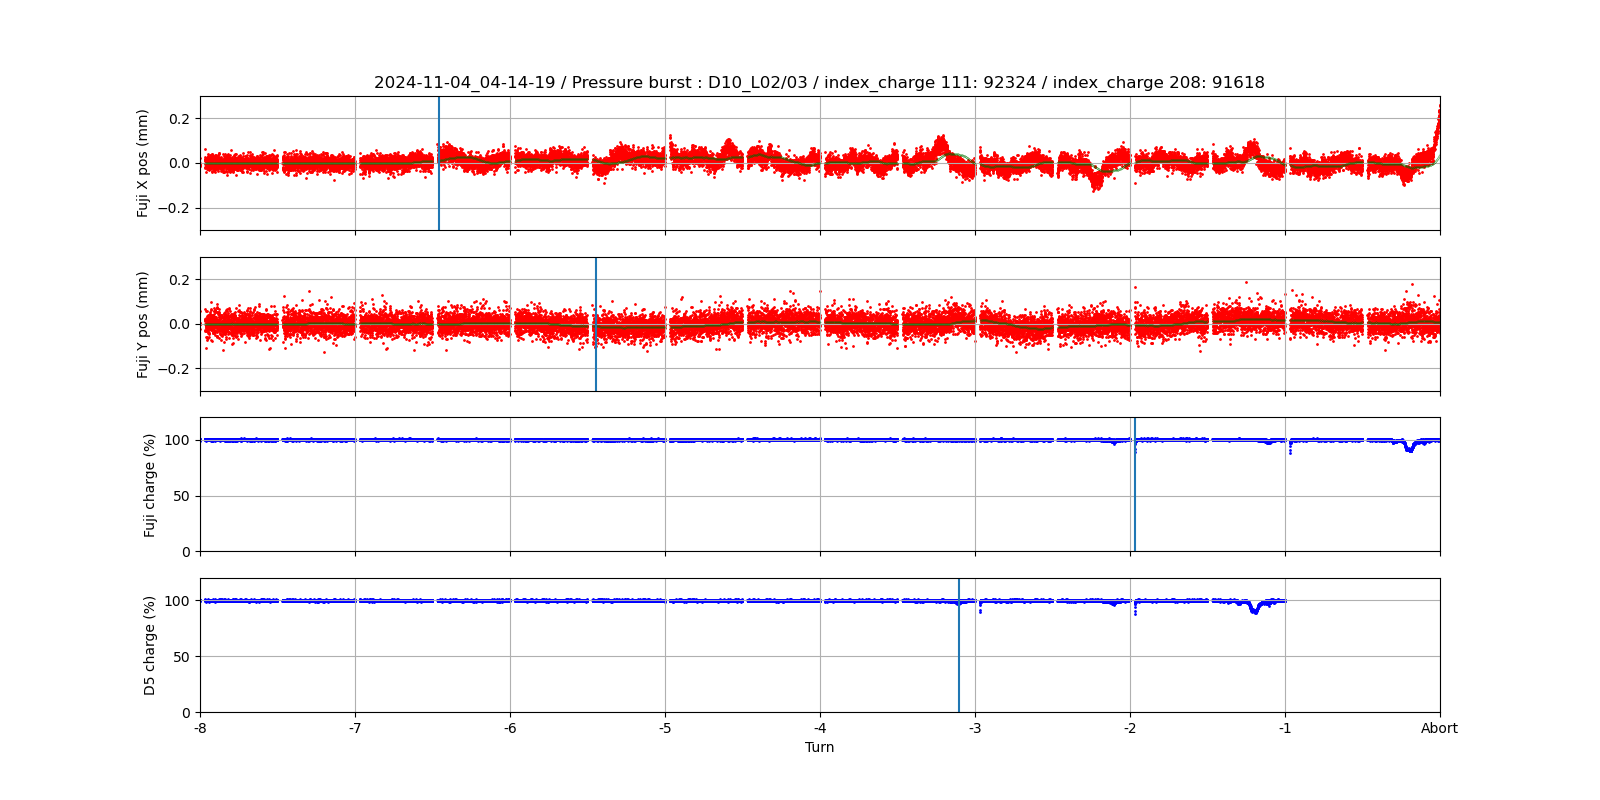 2024-11-04_04-14-19 / Pressure burst : D10_L02/03 / index_charge 111: 92324 / index_charge 208: 91618
Fuji X pos (mm)
0.2
0.0
−0.2
Fuji Y pos (mm)
0.2
0.0
−0.2
Fuji charge (%)
100
50
0
D5 charge (%)
100
50
0
-8 -7 -6 -5 -4 -3 -2 -1 Abort
Turn